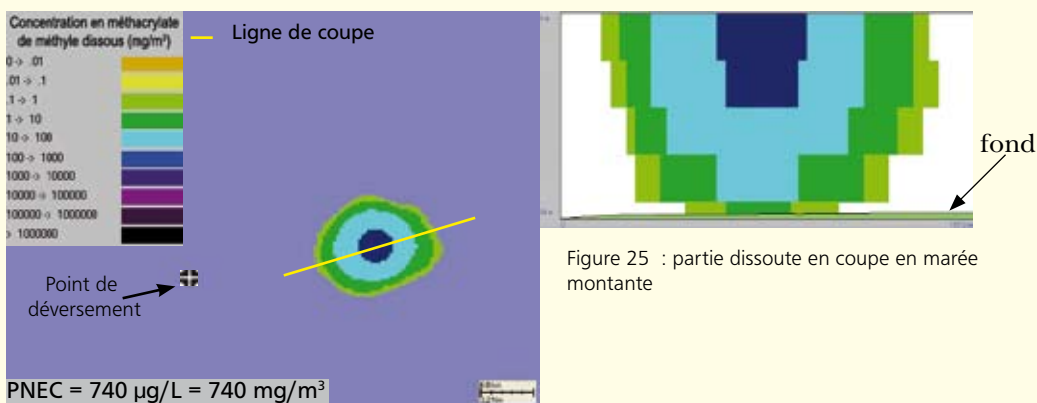 Concentration en méthacrylate
de méthyle dissous (mg/m³)
0 -> .01
.01 -> .1
.1 -> 1
1 -> 10
10 -> 100
100 -> 1000
1000 -> 10000
10000 -> 100000
100000 -> 1000000
> 1000000
Ligne de coupe
Point de
déversement
PNEC = 740 µg/L = 740 mg/m³
fond
Figure 25 : partie dissoute en coupe en marée
montante